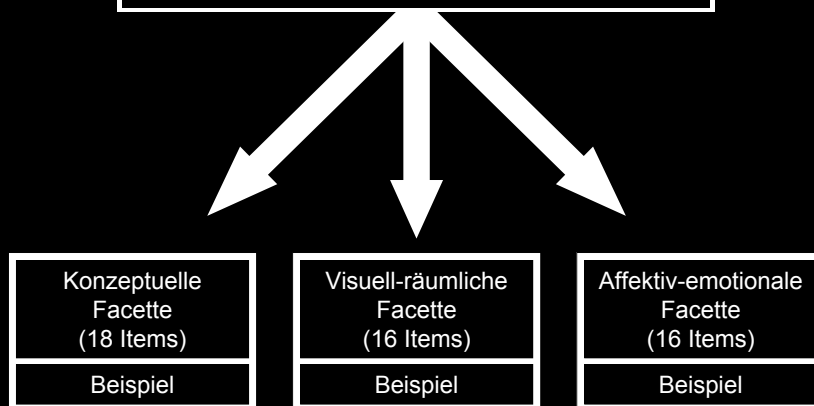 Konzeptuelle
Facette
(18 Items)
Beispiel
Visuell-räumliche
Facette
(16 Items)
Beispiel
Affektiv-emotionale
Facette
(16 Items)
Beispiel